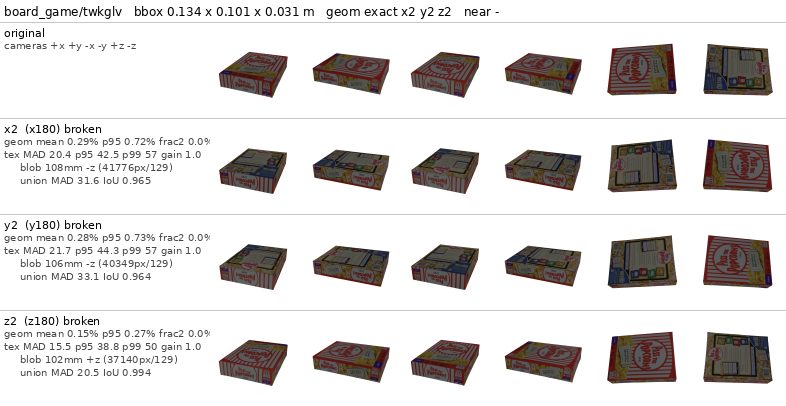 board_game/twkglv bbox 0.134 x 0.101 x 0.031 m geom exact x2 y2 z2 near -
original
cameras +x +y -x -y +z -z
x2 (x180) broken
geom mean 0.29% p95 0.72% frac2 0.0%
tex MAD 20.4 p95 42.5 p99 57 gain 1.0
blob 108mm -z (41776px/129)
union MAD 31.6 IoU 0.965
y2 (y180) broken
geom mean 0.28% p95 0.73% frac2 0.0%
tex MAD 21.7 p95 44.3 p99 57 gain 1.0
blob 106mm -z (40349px/129)
union MAD 33.1 IoU 0.964
z2 (z180) broken
geom mean 0.15% p95 0.27% frac2 0.0%
tex MAD 15.5 p95 38.8 p99 50 gain 1.0
blob 102mm +z (37140px/129)
union MAD 20.5 IoU 0.994